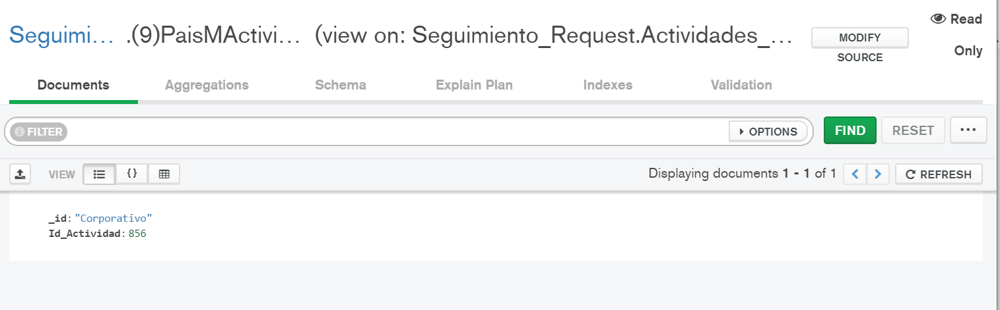 Seguimi... .(9)PaisMActivi... (view on: Seguimiento_Request.Actividades_...
MODIFY SOURCE
Read Only
Documents Aggregations Schema Explain Plan Indexes Validation
FILTER OPTIONS FIND RESET ...
VIEW { } Displaying documents 1 - 1 of 1 REFRESH
_id: "Corporativo"
Id_Actividad: 856